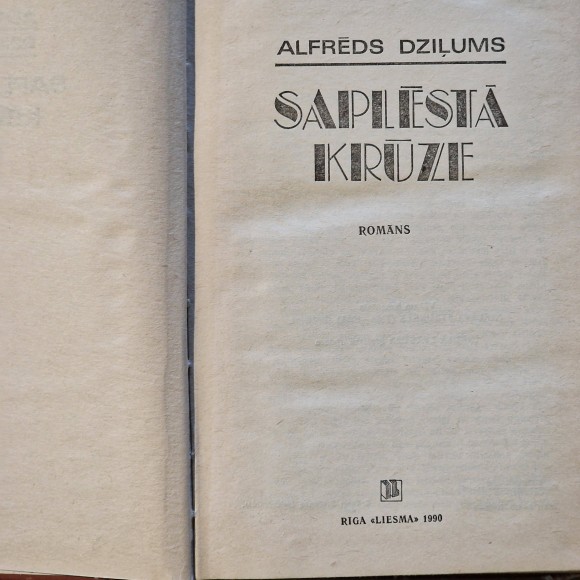 ALFRĒDS DZIĻUMS
SAPLĒSTĀ
KRŪZE
ROMĀNS
RIGA «LIESMA» 1990